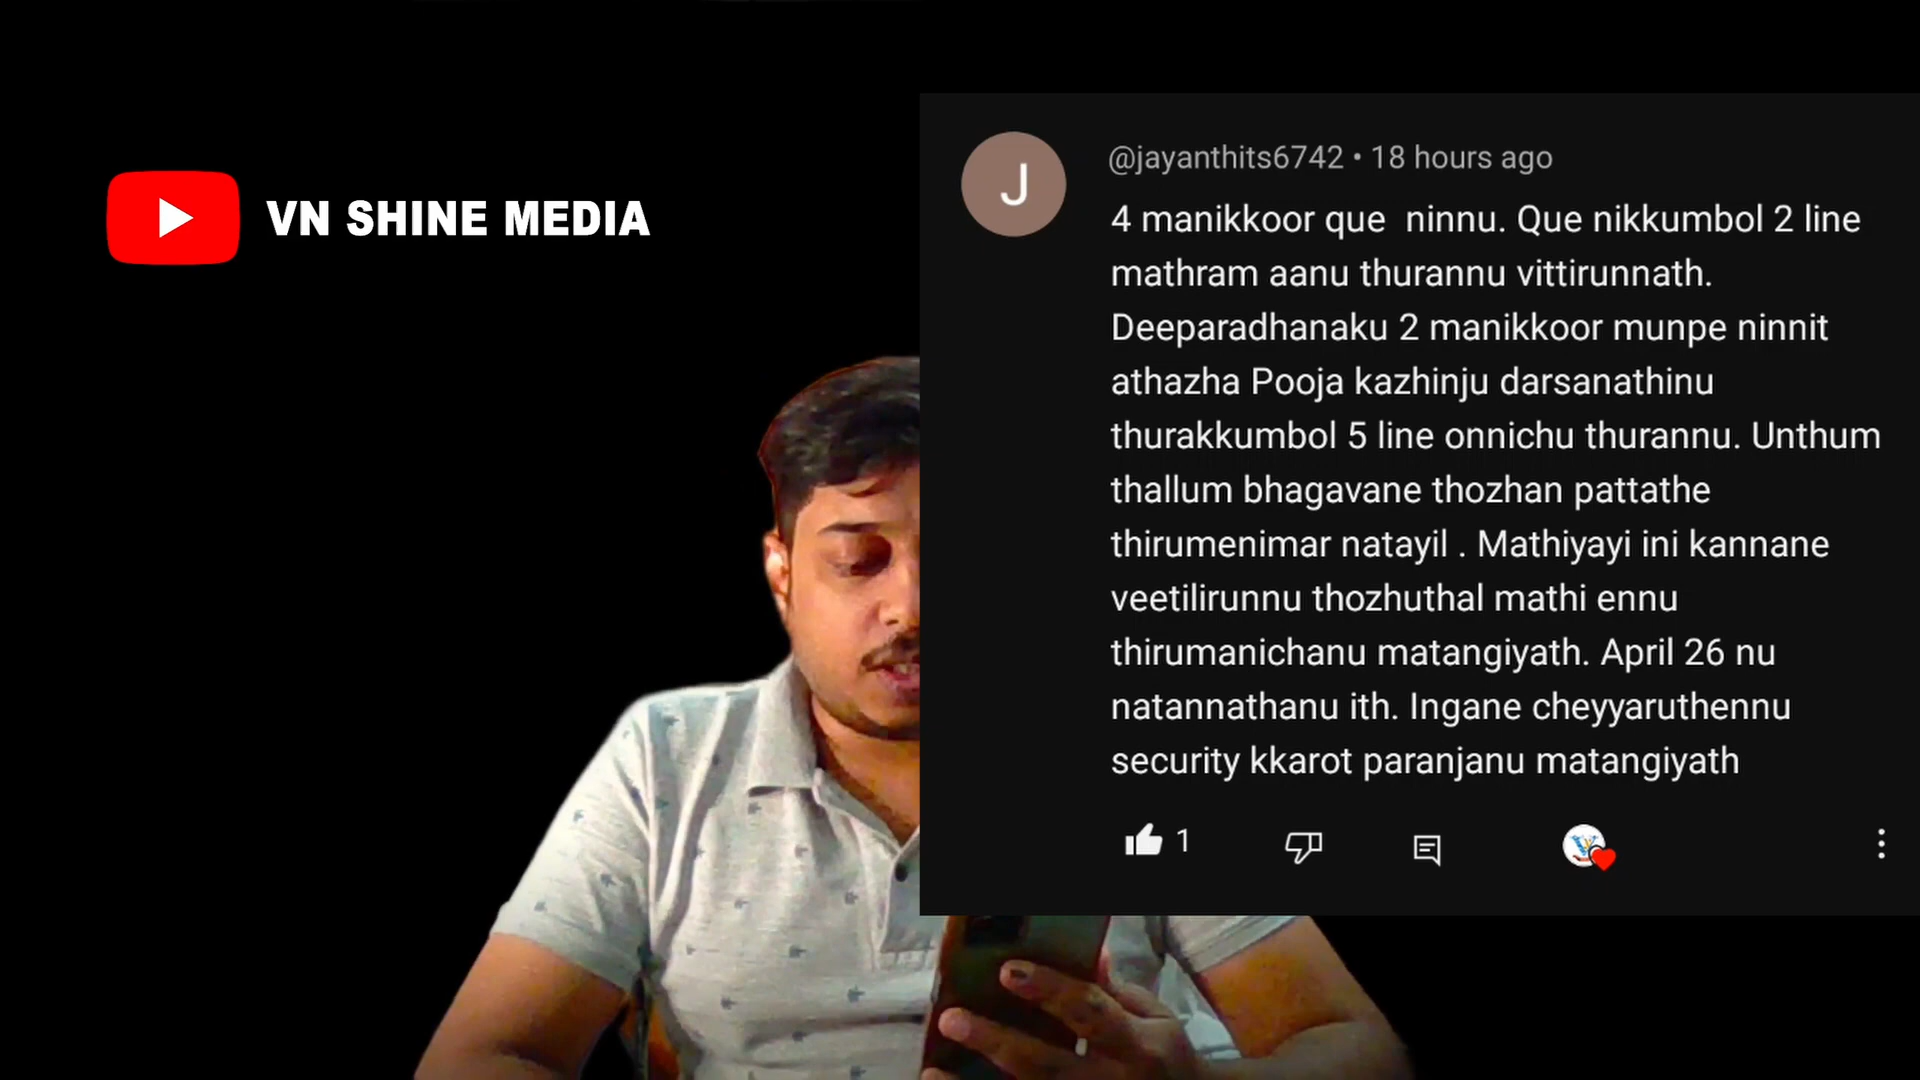 VN SHINE MEDIA
J
@jayanthits6742 • 18 hours ago
4 manikkoor que  ninnu. Que nikkumbol 2 line
mathram aanu thurannu vittirunnath.
Deeparadhanaku 2 manikkoor munpe ninnit
athazha Pooja kazhinju darsanathinu
thurakkumbol 5 line onnichu thurannu. Unthum
thallum bhagavane thozhan pattathe
thirumenimar natayil . Mathiyayi ini kannane
veetilirunnu thozhuthal mathi ennu
thirumanichanu matangiyath. April 26 nu
natannathanu ith. Ingane cheyyaruthennu
security kkarot paranjanu matangiyath
1